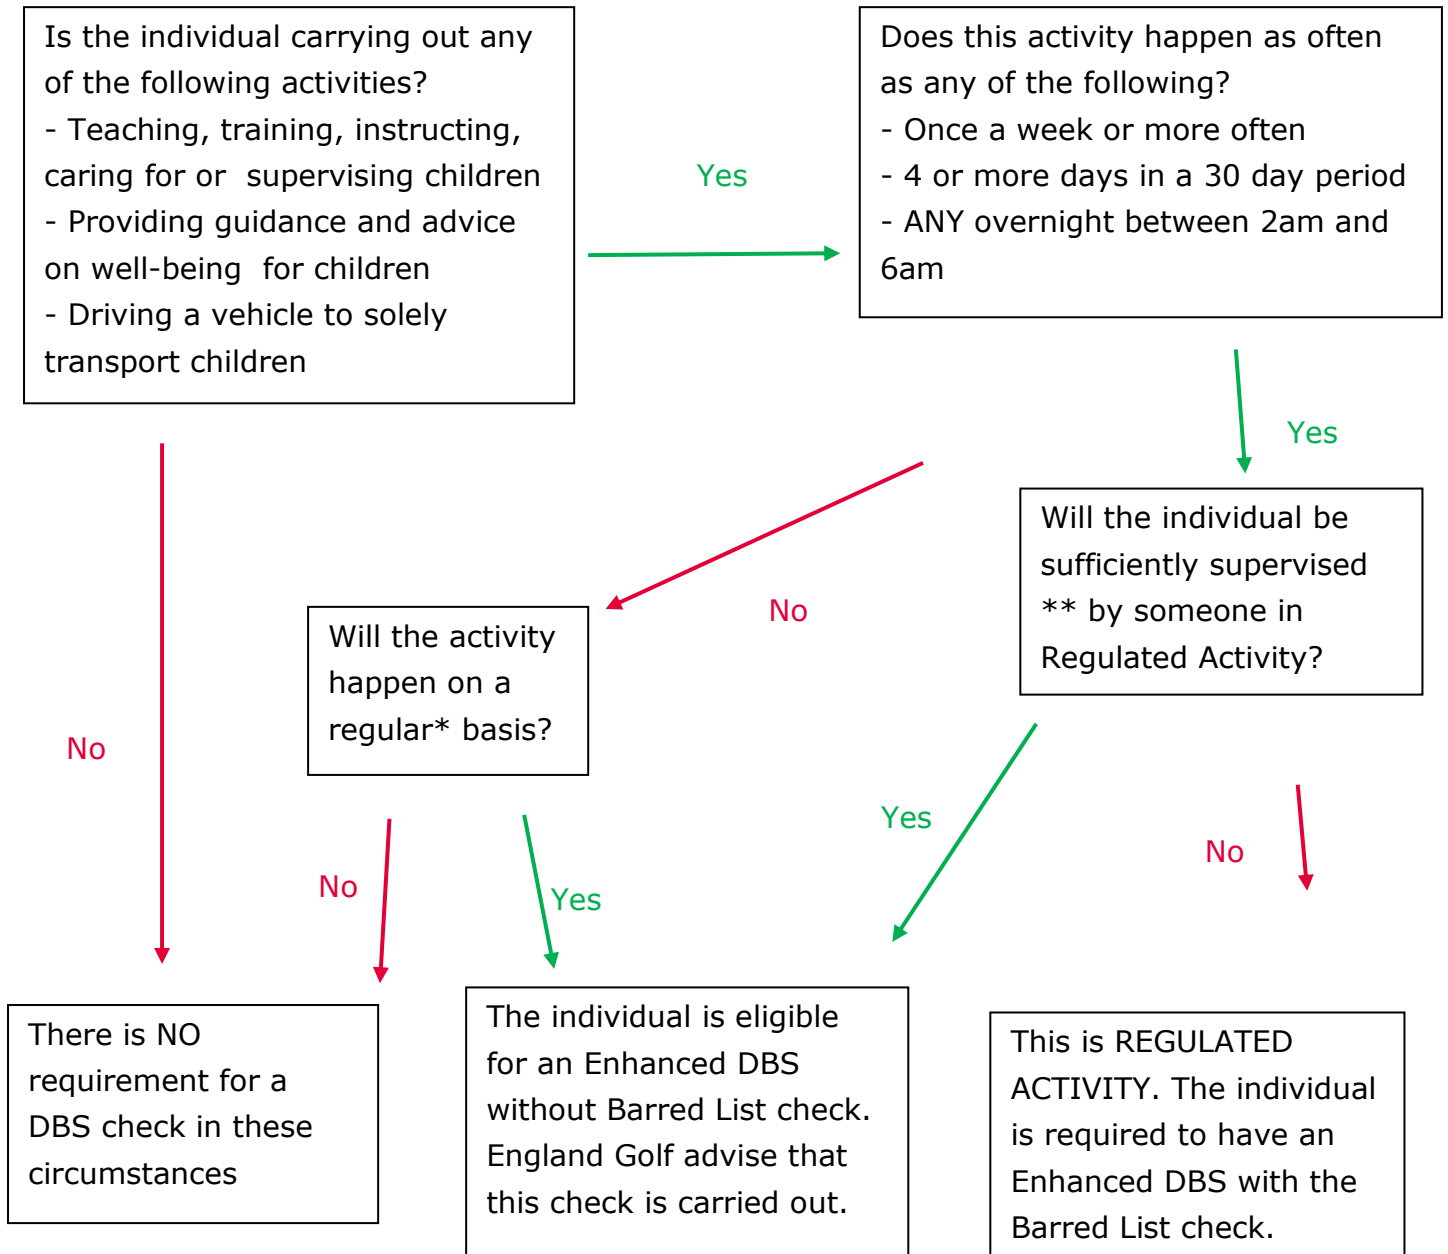 Is the individual carrying out any
of the following activities?
- Teaching, training, instructing,
caring for or  supervising children
- Providing guidance and advice
on well-being  for children
- Driving a vehicle to solely
transport children
Yes
Does this activity happen as often
as any of the following?
- Once a week or more often
- 4 or more days in a 30 day period
- ANY overnight between 2am and
6am
Yes
Will the individual be
sufficiently supervised
** by someone in
Regulated Activity?
No
Will the activity
happen on a
regular* basis?
No
No
Yes
Yes
No
There is NO
requirement for a
DBS check in these
circumstances
The individual is eligible
for an Enhanced DBS
without Barred List check.
England Golf advise that
this check is carried out.
This is REGULATED
ACTIVITY. The individual
is required to have an
Enhanced DBS with the
Barred List check.